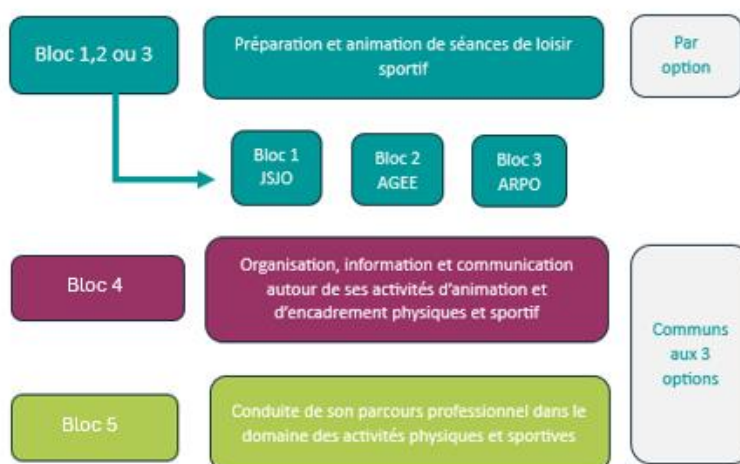 Bloc 1,2 ou 3
Préparation et animation de séances de loisir
sportif
Par
option
Bloc 1
JSJO
Bloc 2
AGEE
Bloc 3
ARPO
Bloc 4
Organisation, information et communication
autour de ses activités d'animation et
d'encadrement physiques et sportif
Communs
aux 3
options
Bloc 5
Conduite de son parcours professionnel dans le
domaine des activités physiques et sportives